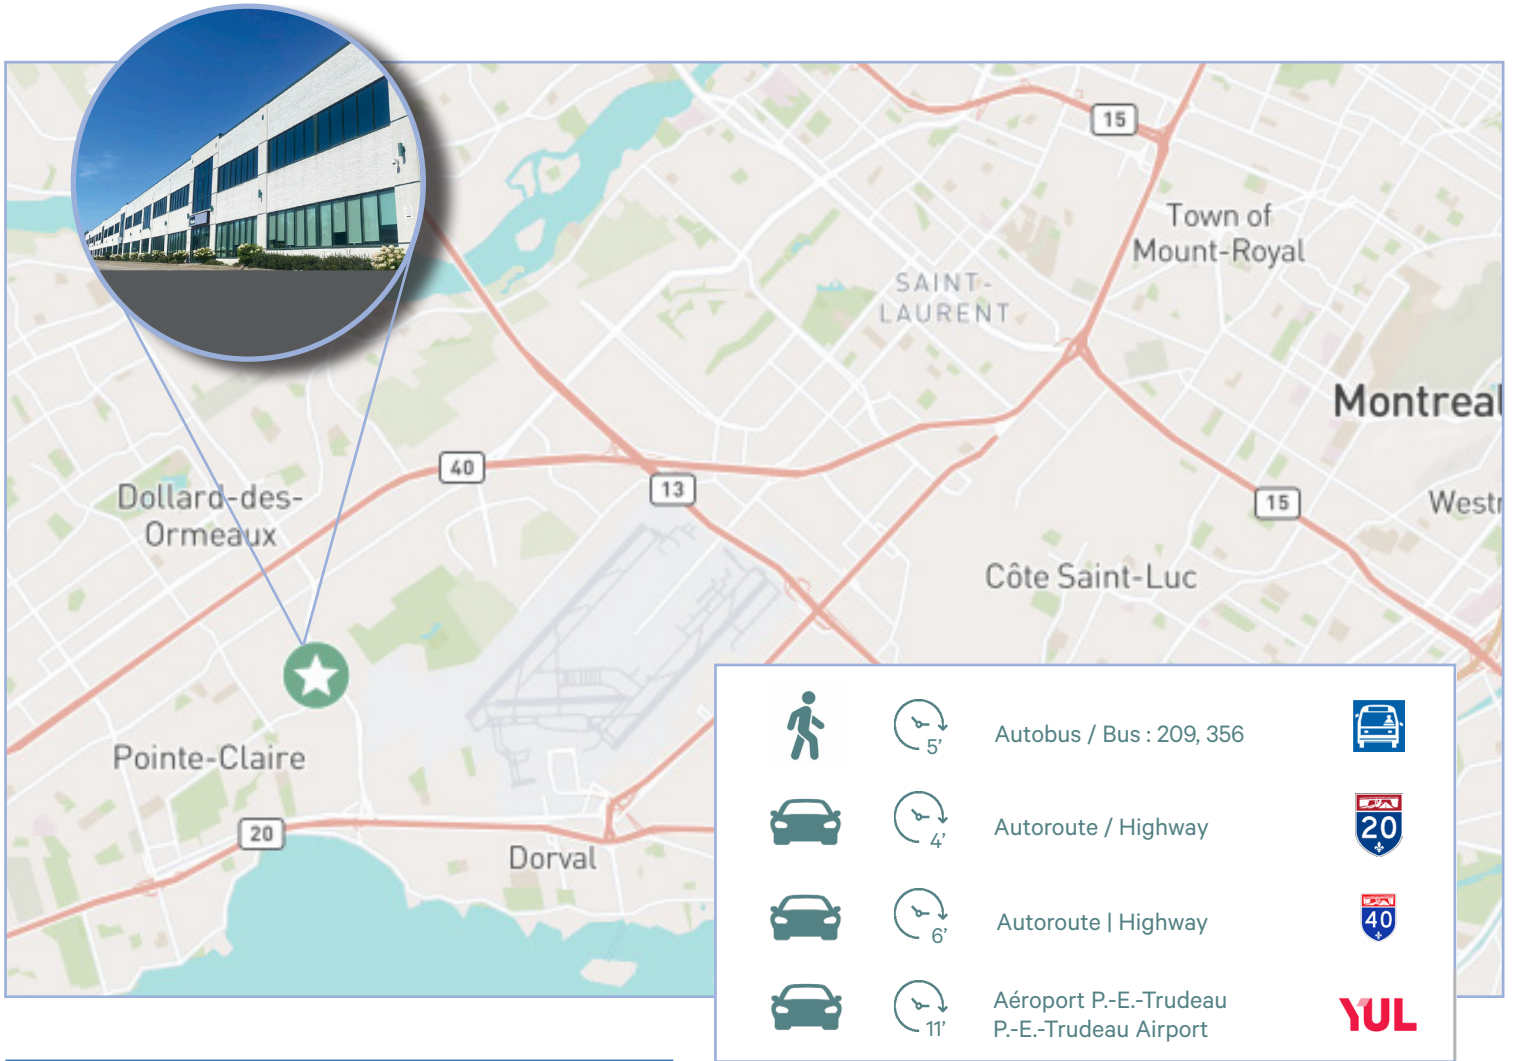 15
Town of
Mount-Royal
SAINT-
LAURENT
Montreal
40
13
Dollard-des-
Ormeaux
15
Westr
Côte Saint-Luc
Pointe-Claire
20
Dorval
5’ Autobus / Bus : 209, 356
4’ Autoroute / Highway 20
6’ Autoroute | Highway 40
11’ Aéroport P.-E.-Trudeau
P.-E.-Trudeau Airport
YUL